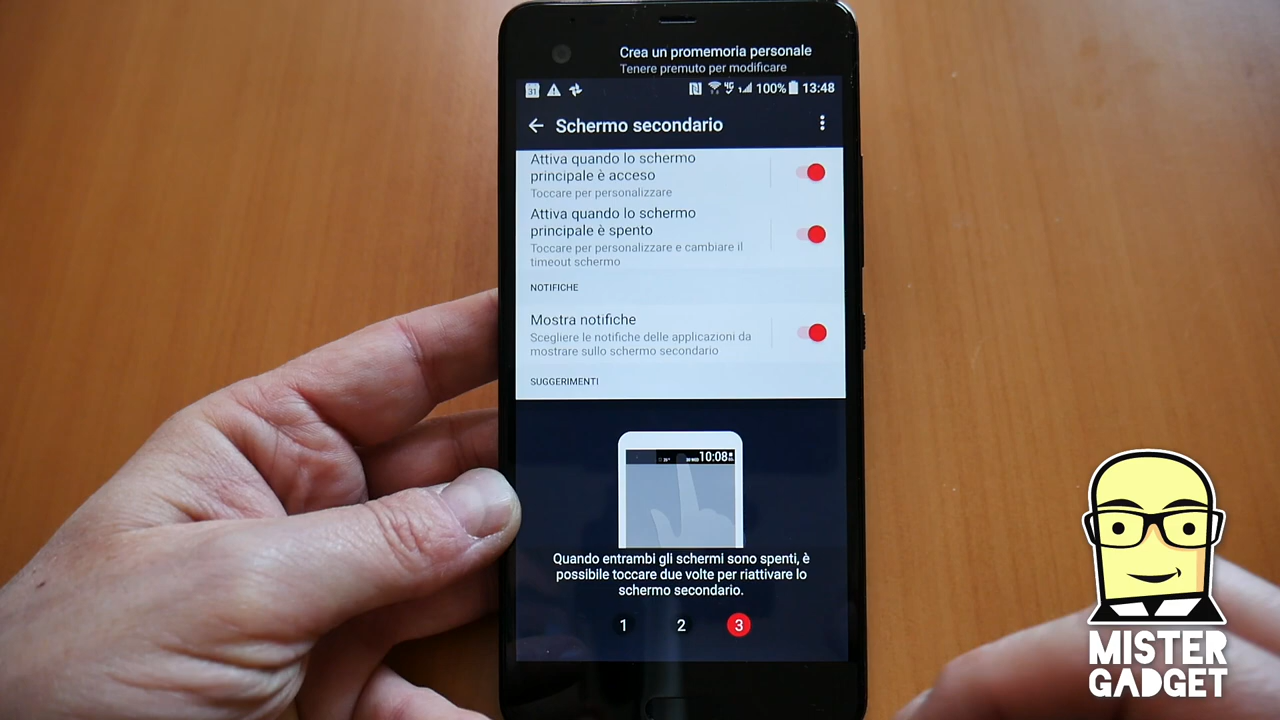 Crea un promemoria personale
Tenere premuto per modificare
31
4G
100%
13:48
Schermo secondario
Attiva quando lo schermo
principale è acceso
Toccare per personalizzare
Attiva quando lo schermo
principale è spento
Toccare per personalizzare e cambiare il
timeout schermo
NOTIFICHE
Mostra notifiche
Scegliere le notifiche delle applicazioni da
mostrare sullo schermo secondario
SUGGERIMENTI
10:08
Quando entrambi gli schermi sono spenti, è
possibile toccare due volte per riattivare lo
schermo secondario.
1 2 3
MISTER
GADGET